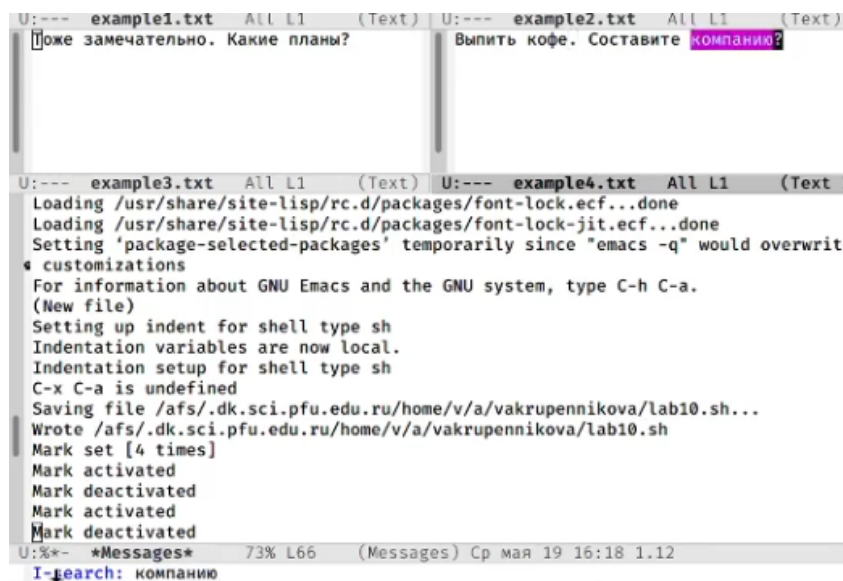 U:--- example1.txt All L1 (Text) U:--- example2.txt All L1 (Text)
Тоже замечательно. Какие планы? Выпить кофе. Составите компанию?
U:--- example3.txt All L1 (Text) U:--- example4.txt All L1 (Text
Loading /usr/share/site-lisp/rc.d/packages/font-lock.ecf...done
Loading /usr/share/site-lisp/rc.d/packages/font-lock-jit.ecf...done
Setting ‘package-selected-packages’ temporarily since "emacs -q" would overwrit
customizations
For information about GNU Emacs and the GNU system, type C-h C-a.
(New file)
Setting up indent for shell type sh
Indentation variables are now local.
Indentation setup for shell type sh
C-x C-a is undefined
Saving file /afs/.dk.sci.pfu.edu.ru/home/v/a/vakrupennikova/lab10.sh...
Wrote /afs/.dk.sci.pfu.edu.ru/home/v/a/vakrupennikova/lab10.sh
Mark set [4 times]
Mark activated
Mark deactivated
Mark activated
Mark deactivated
U:%*- *Messages* 73% L66 (Messages) Ср мая 19 16:18 1.12
I-search: компанию